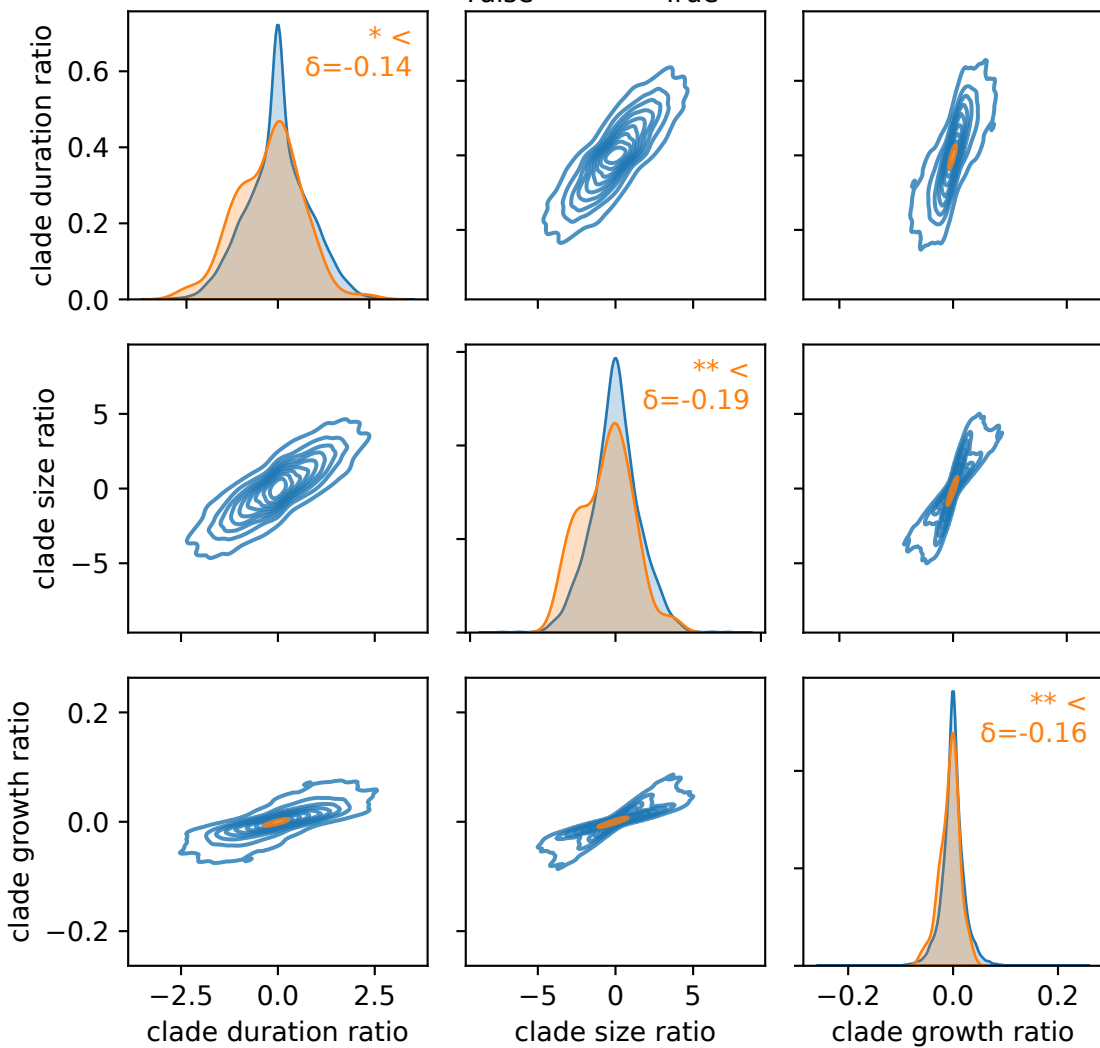 clade duration ratio
0.6
0.4
0.2
0.0
* <
δ=-0.14
clade size ratio
5
0
−5
** <
δ=-0.19
clade growth ratio
0.2
0.0
−0.2
** <
δ=-0.16
−2.5 0.0 2.5
clade duration ratio
−5 0 5
clade size ratio
−0.2 0.0 0.2
clade growth ratio